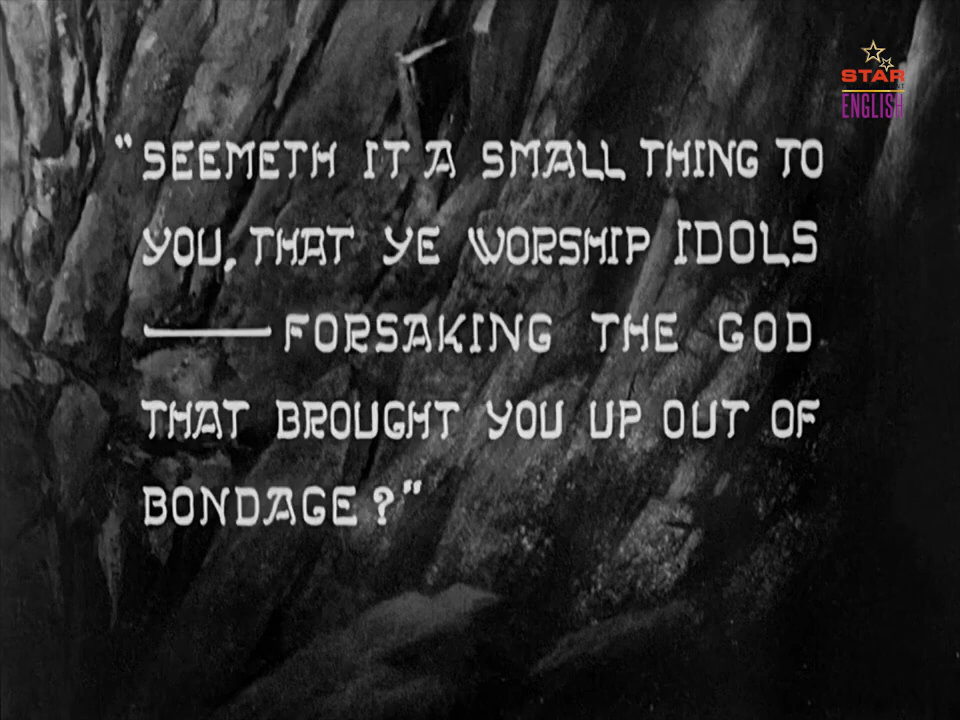 STAR
ENGLISH
"SEEMETH IT A SMALL THING TO
YOU, THAT YE WORSHIP IDOLS
—FORSAKING THE GOD
THAT BROUGHT YOU UP OUT OF
BONDAGE?"